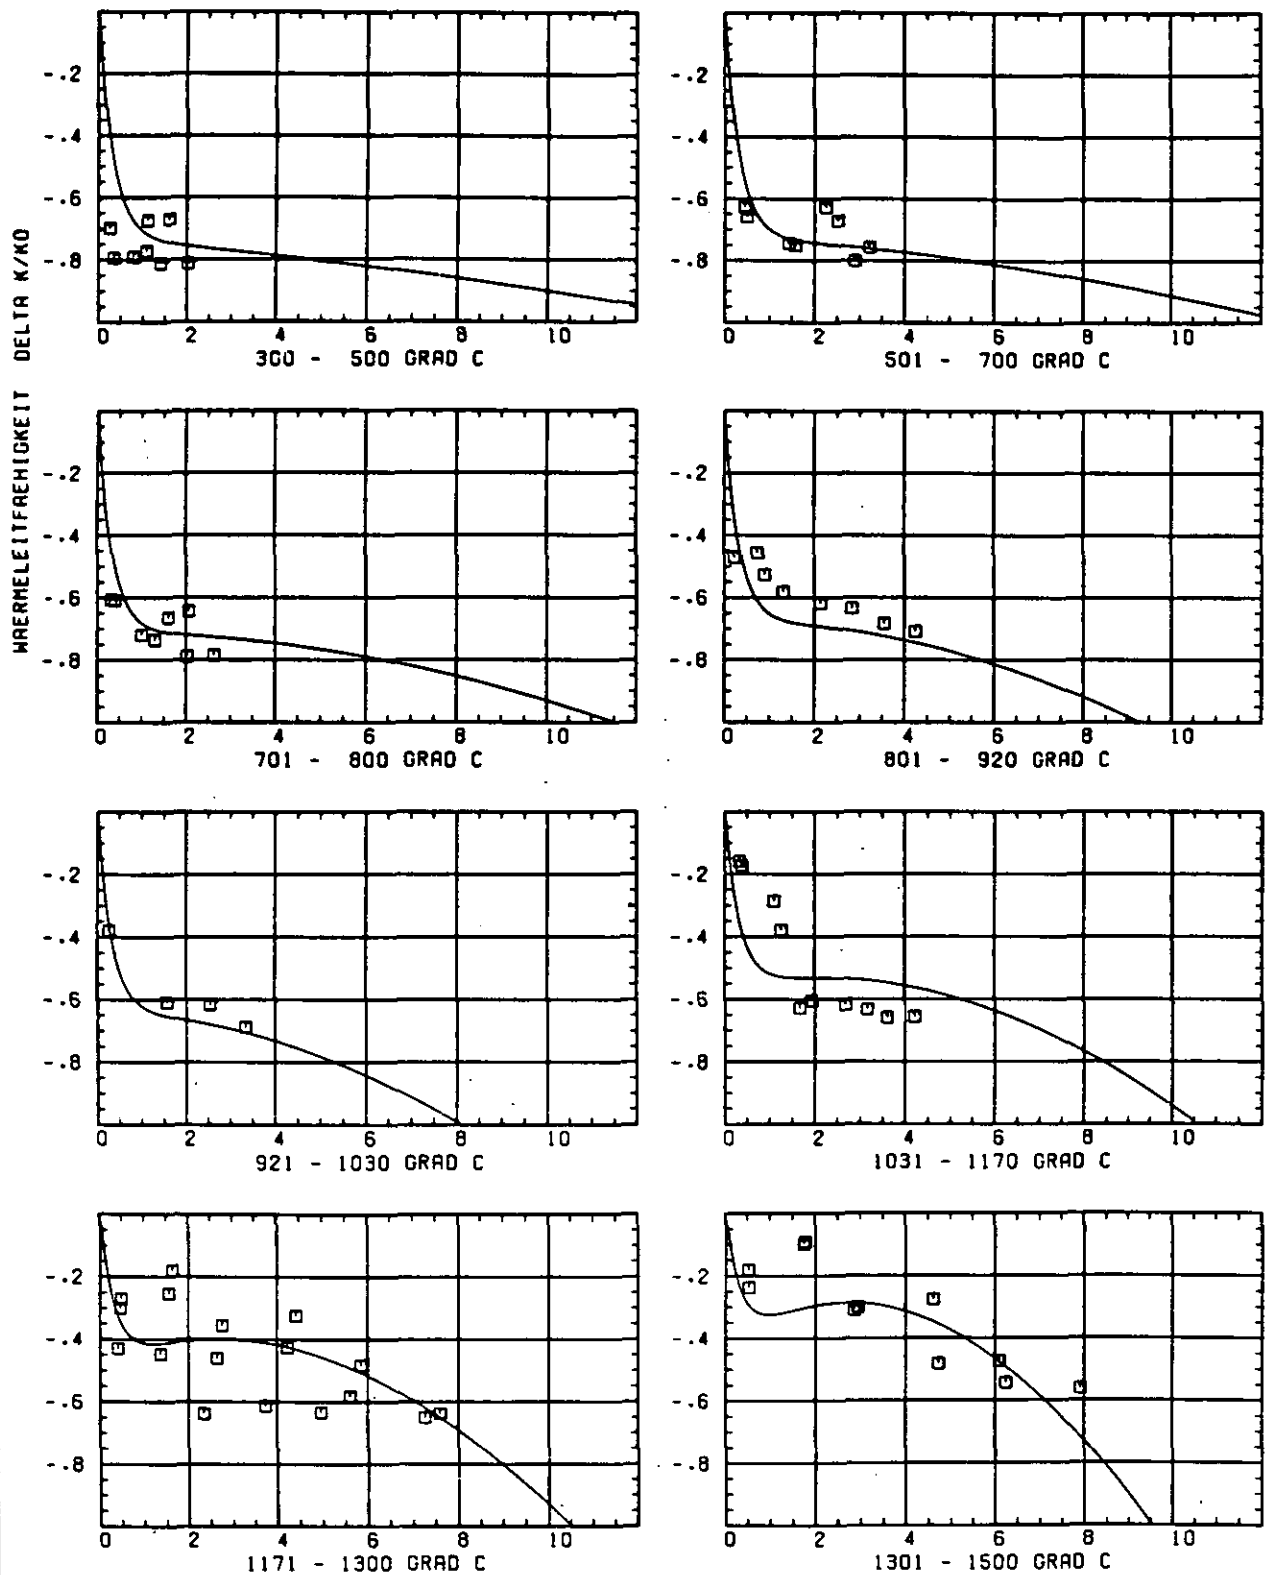 WAERMELEITFAEHIGKEIT DELTA K/KO
-.2
-.4
-.6
-.8
0 2 4 6 8 10
300 - 500 GRAD C
-.2
-.4
-.6
-.8
0 2 4 6 8 10
501 - 700 GRAD C
-.2
-.4
-.6
-.8
0 2 4 6 8 10
701 - 800 GRAD C
-.2
-.4
-.6
-.8
0 2 4 6 8 10
801 - 920 GRAD C
-.2
-.4
-.6
-.8
0 2 4 6 8 10
921 - 1030 GRAD C
-.2
-.4
-.6
-.8
0 2 4 6 8 10
1031 - 1170 GRAD C
-.2
-.4
-.6
-.8
0 2 4 6 8 10
1171 - 1300 GRAD C
-.2
-.4
-.6
-.8
0 2 4 6 8 10
1301 - 1500 GRAD C